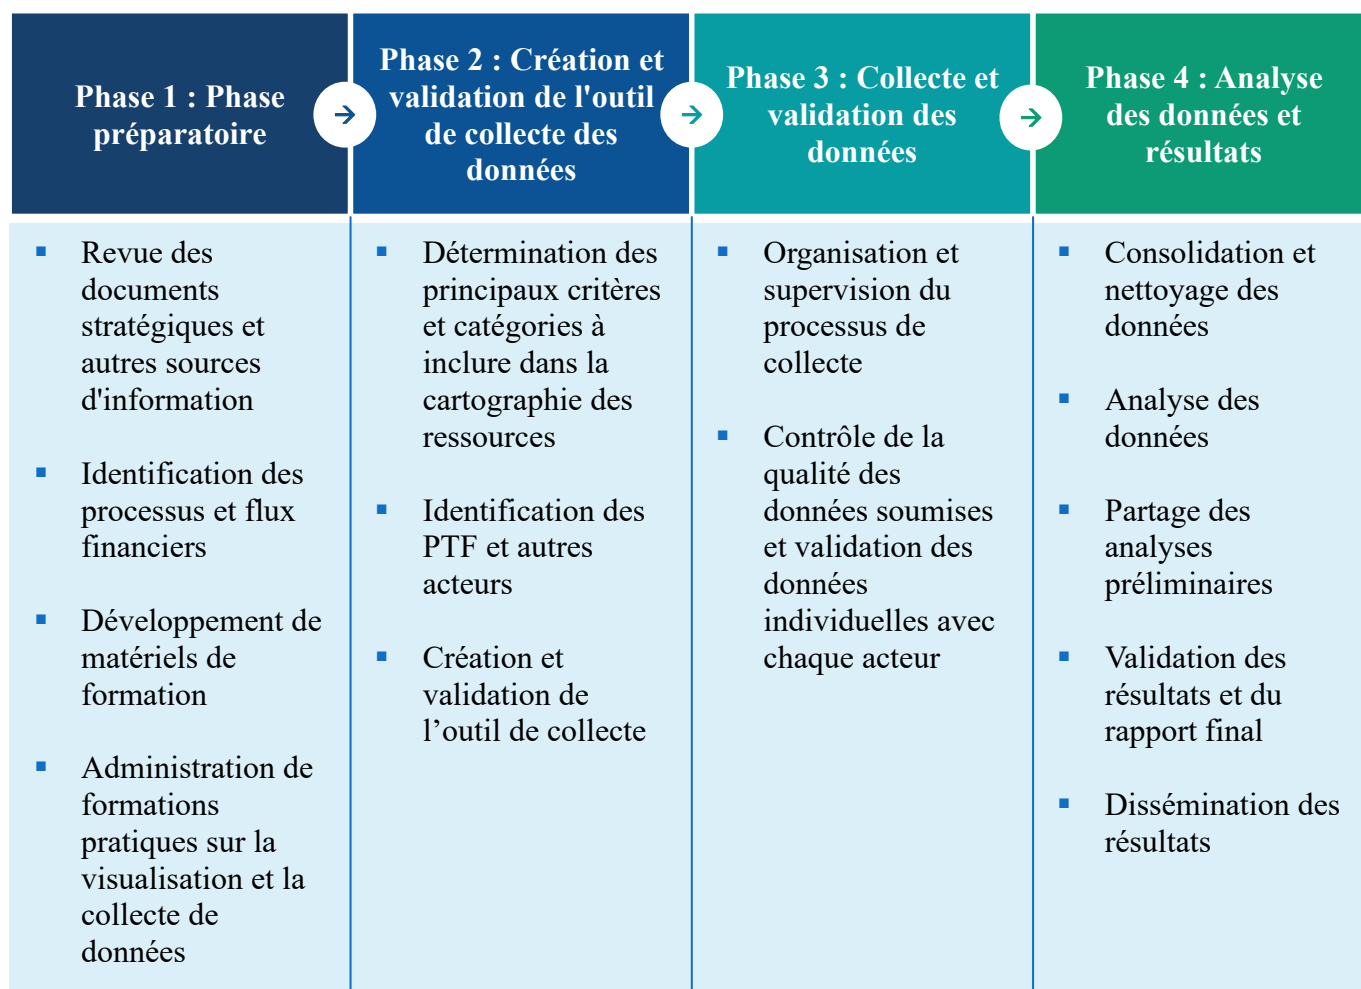 Phase 1 : Phase
préparatoire
Phase 2 : Création et
validation de l'outil
de collecte des
données
Phase 3 : Collecte et
validation des
données
Phase 4 : Analyse
des données et
résultats
▪ Revue des
documents
stratégiques et
autres sources
d'information
▪ Identification des
processus et flux
financiers
▪ Développement de
matériels de
formation
▪ Administration de
formations
pratiques sur la
visualisation et la
collecte de
données
▪ Détermination des
principaux critères
et catégories à
inclure dans la
cartographie des
ressources
▪ Identification des
PTF et autres
acteurs
▪ Création et
validation de
l’outil de collecte
▪ Organisation et
supervision du
processus de
collecte
▪ Contrôle de la
qualité des
données soumises
et validation des
données
individuelles avec
chaque acteur
▪ Consolidation et
nettoyage des
données
▪ Analyse des
données
▪ Partage des
analyses
préliminaires
▪ Validation des
résultats et du
rapport final
▪ Dissémination des
résultats